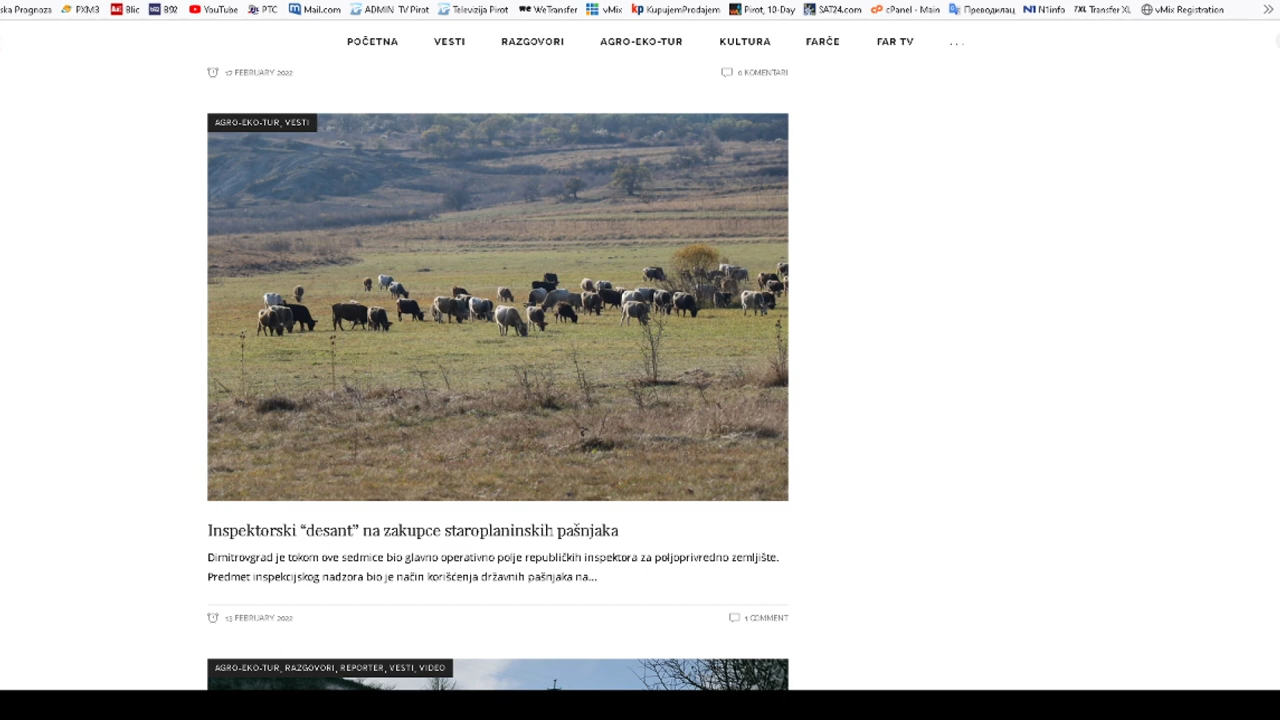 ska Prognoza PXM3 Blic B92 YouTube PTC Mail.com ADMIN TV Pirot Televizija Pirot WeTransfer vMix KupujemProdajem Pirot, 10-Day SAT24.com cPanel - Main Преводилац N1info TXL Transfer XL vMix Registration
POČETNA VESTI RAZGOVORI AGRO-EKO-TUR KULTURA FARČE FAR TV ...
17 FEBRUARY 2022 0 KOMENTARI
AGRO-EKO-TUR, VESTI
Inspektorski “desant” na zakupce staroplaninskih pašnjaka
Dimitrovgrad je tokom ove sedmice bio glavno operativno polje republičkih inspektora za poljoprivredno zemljište.
Predmet inspekcijskog nadzora bio je način korišćenja državnih pašnjaka na...
13 FEBRUARY 2022 1 COMMENT
AGRO-EKO-TUR, RAZGOVORI, REPORTER, VESTI, VIDEO